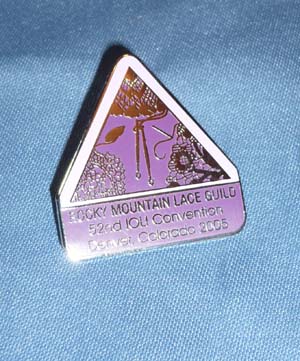 ROCKY MOUNTAIN LACE GUILD
52nd IOLI Convention
Denver, Colorado 2005